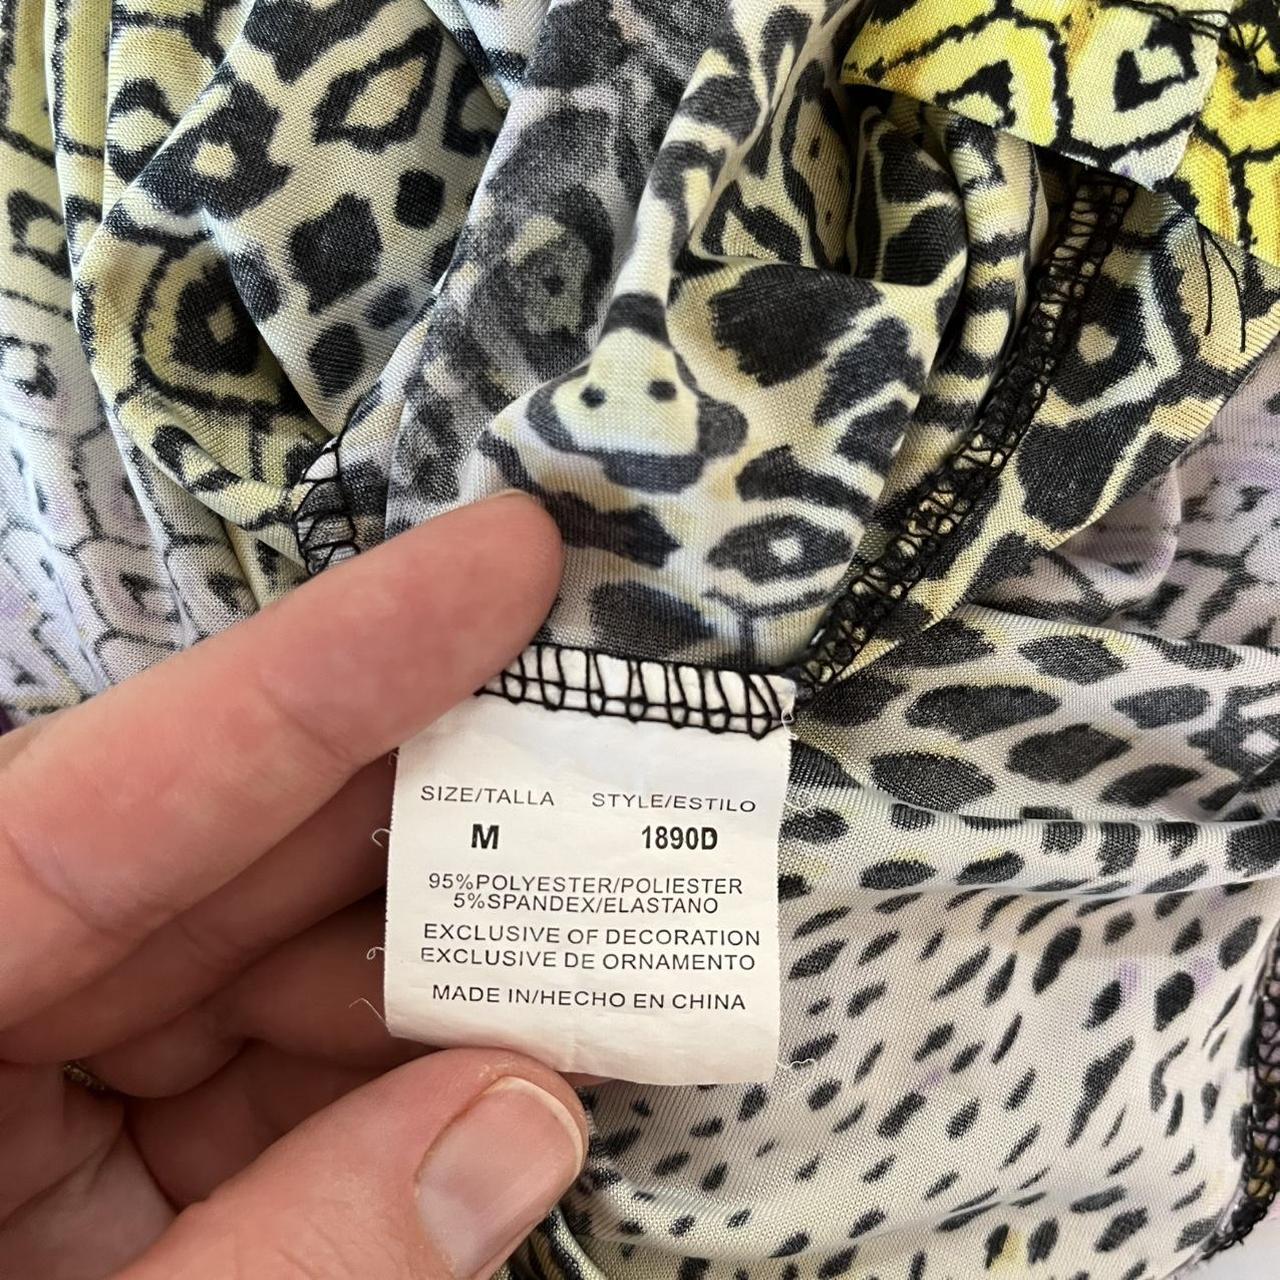 SIZE/TALLA STYLE/ESTILO
M 1890D
95%POLYESTER/POLIESTER
5%SPANDEX/ELASTANO
EXCLUSIVE OF DECORATION
EXCLUSIVE DE ORNAMENTO
MADE IN/HECHO EN CHINA